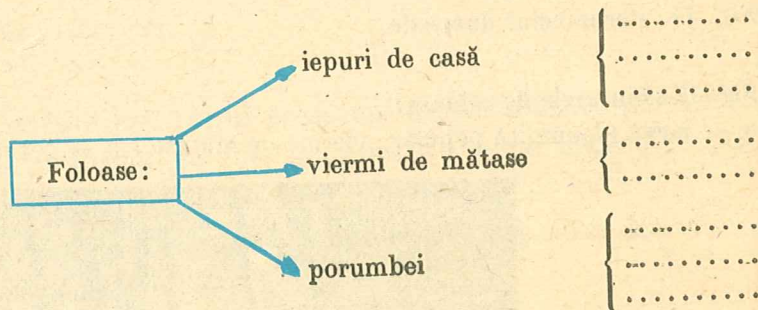 iepuri de casă
Foloase:
viermi de mătase
porumbei